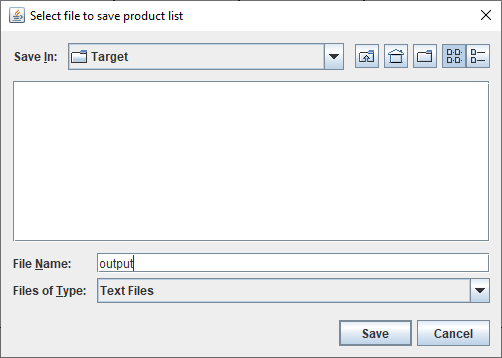 Select file to save product list
Save In: Target
File Name: output
Files of Type: Text Files
Save Cancel